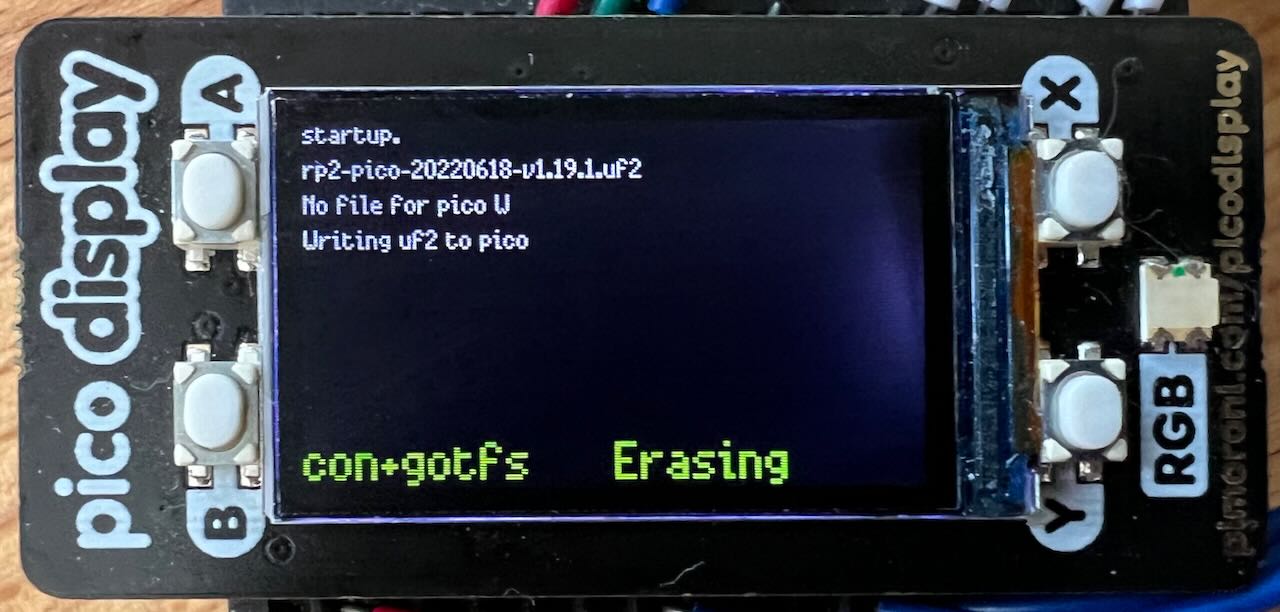 pico display
A
B
startup.
rp2-pico-20220618-v1.19.1.uf2
No file for pico W
Writing uf2 to pico
con+gotfs Erasing
X
Y
RGB
pimoroni.com/picodisplay